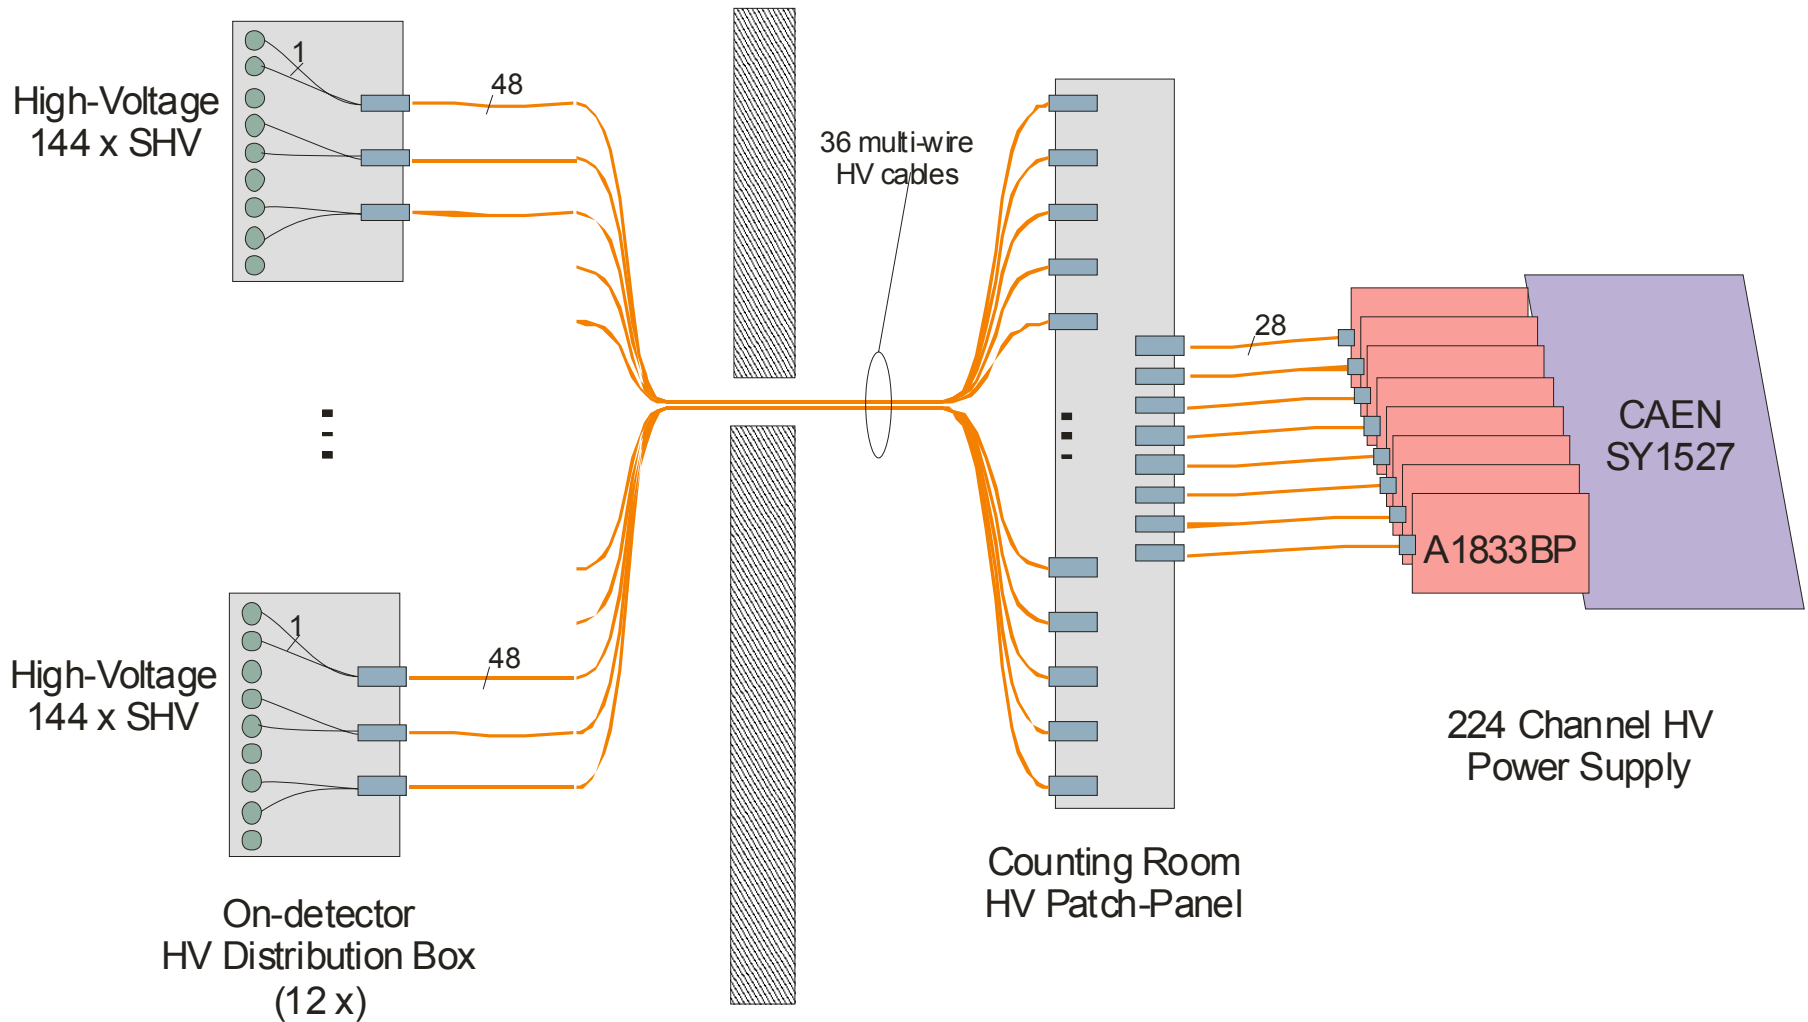 1
48
High-Voltage
144 x SHV
36 multi-wire
HV cables
28
CAEN
SY1527
A1833BP
1
48
High-Voltage
144 x SHV
224 Channel HV
Power Supply
Counting Room
HV Patch-Panel
On-detector
HV Distribution Box
(12 x)